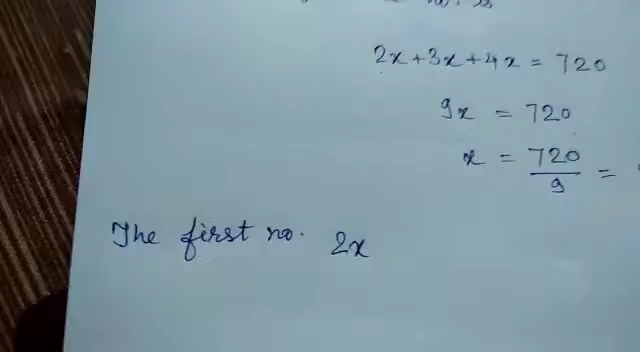 2x+3x+4x = 720
9x = 720
x = 720/9 =
The first no. 2x